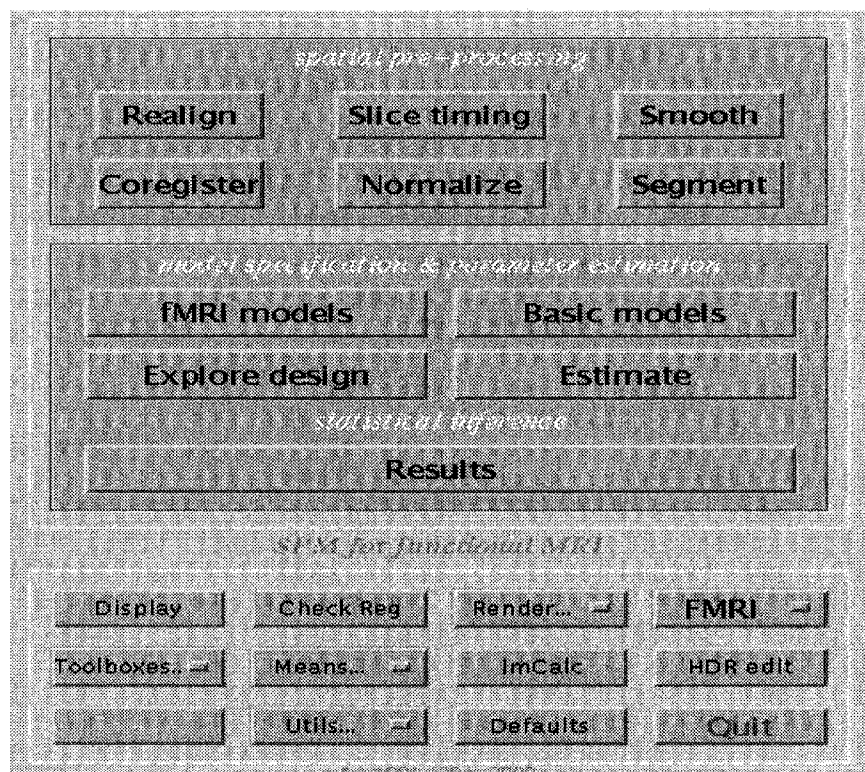 spatial pre-processing
Realign Slice timing Smooth
Coregister Normalize Segment
model specification & parameter estimation
fMRI models Basic models
Explore design Estimate
statistical inference
Results
SPM for functional MRI
Display Check Reg Render... FMRI
Toolboxes.. Means... ImCalc HDR edit
Utils... Defaults Quit